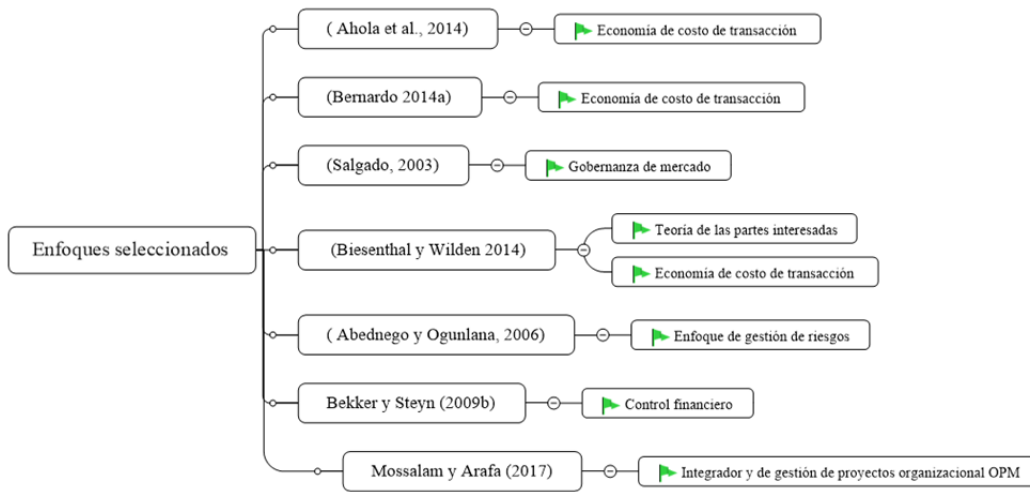 ( Ahola et al., 2014)
Economía de costo de transacción
(Bernardo 2014a)
Economía de costo de transacción
(Salgado, 2003)
Gobernanza de mercado
Enfoques seleccionados
(Biesenthal y Wilden 2014)
Teoría de las partes interesadas
Economía de costo de transacción
( Abednego y Ogunlana, 2006)
Enfoque de gestión de riesgos
Bekker y Steyn (2009b)
Control financiero
Mossalam y Arafa (2017)
Integrador y de gestión de proyectos organizacional OPM